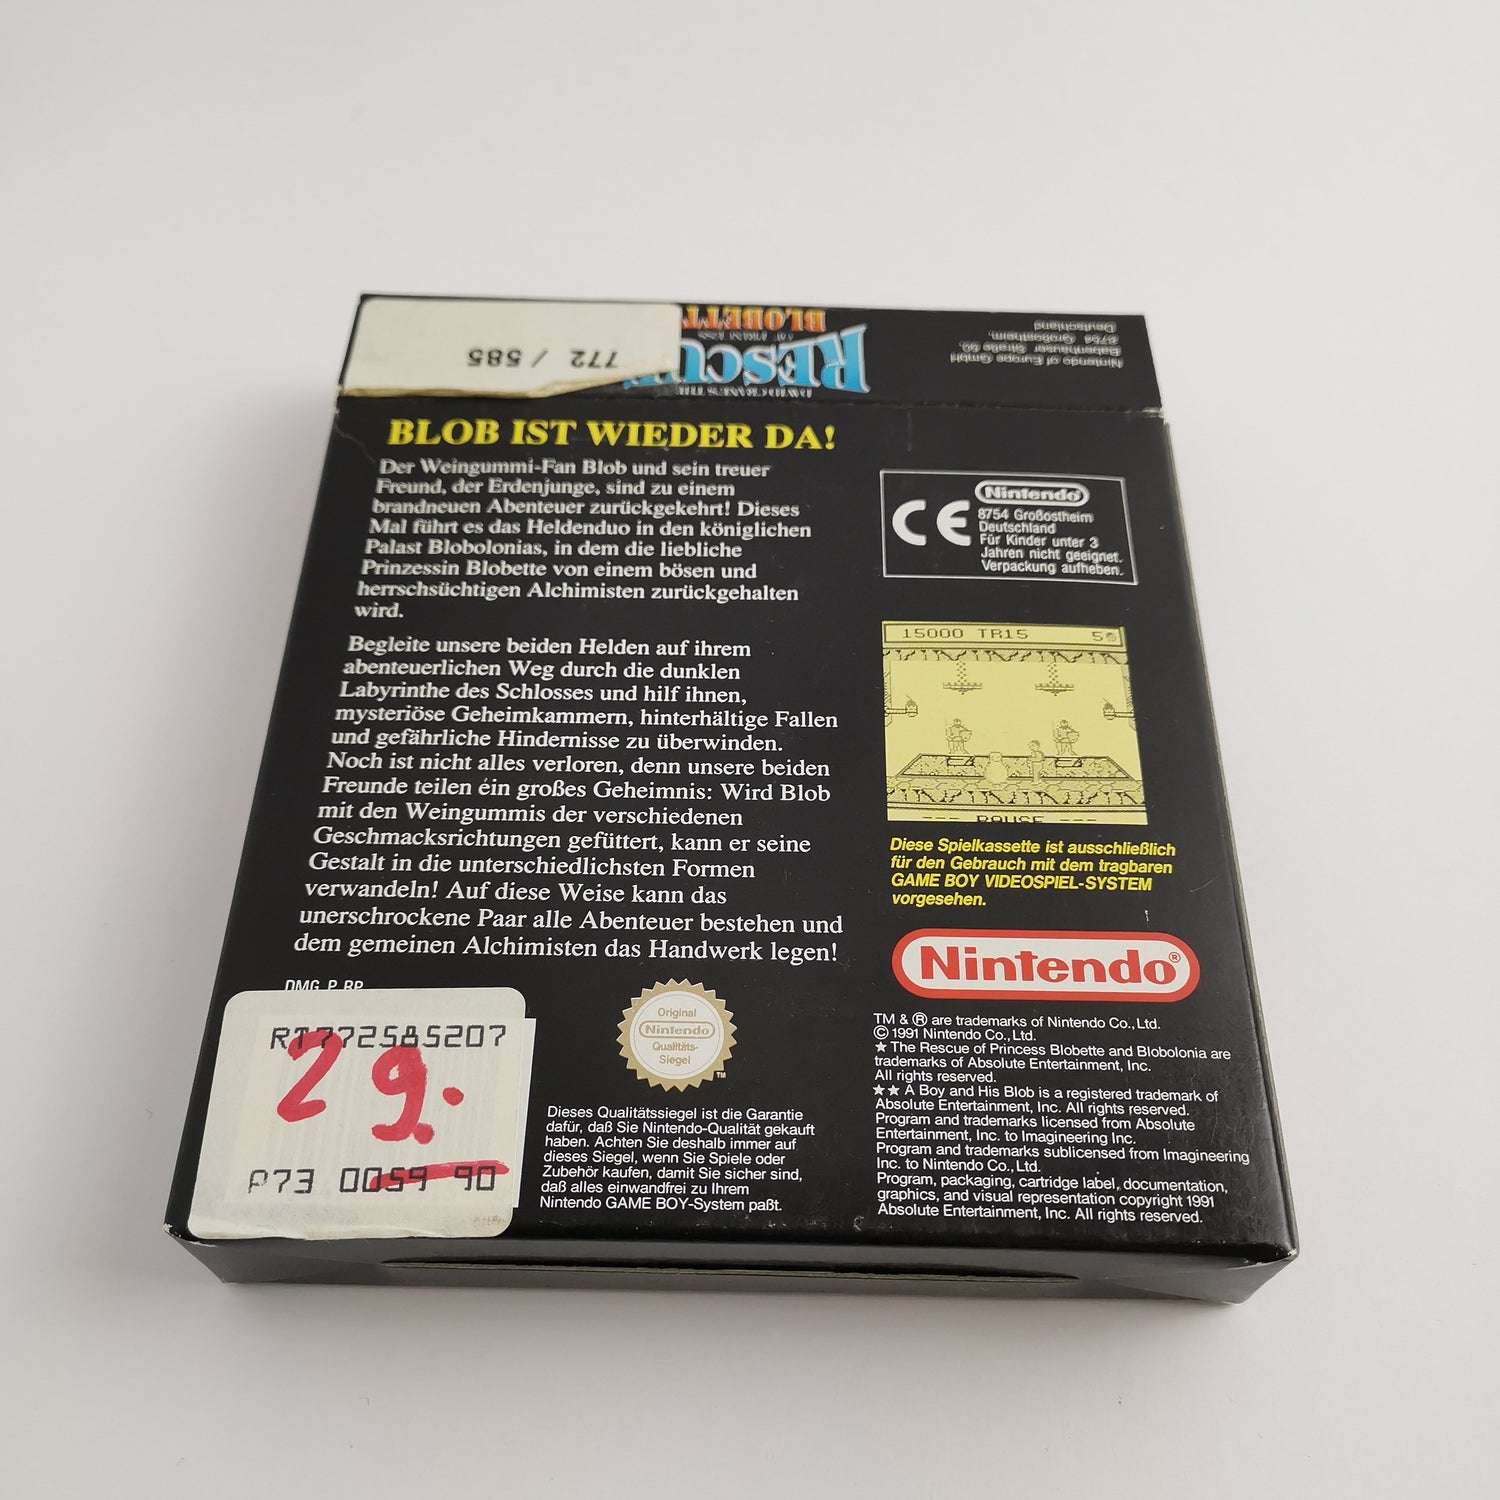 772 / 585
RESCU
OF PRINCESS
BLOBETT
Nintendo of Europe GmbH
Babenhäuser Straße 50,
8754 Großostheim,
Deutschland
BLOB IST WIEDER DA!
Der Weingummi-Fan Blob und sein treuer
Freund, der Erdenjunge, sind zu einem
brandneuen Abenteuer zurückgekehrt! Dieses
Mal führt es das Heldenduo in den königlichen
Palast Blobolonias, in dem die liebliche
Prinzessin Blobette von einem bösen und
herrschsüchtigen Alchimisten zurückgehalten
wird.
Begleite unsere beiden Helden auf ihrem
abenteuerlichen Weg durch die dunklen
Labyrinthe des Schlosses und hilf ihnen,
mysteriöse Geheimkammern, hinterhältige Fallen
und gefährliche Hindernisse zu überwinden.
Noch ist nicht alles verloren, denn unsere beiden
Freunde teilen éin großes Geheimnis: Wird Blob
mit den Weingummis der verschiedenen
Geschmacksrichtungen gefüttert, kann er seine
Gestalt in die unterschiedlichsten Formen
verwandeln! Auf diese Weise kann das
unerschrockene Paar alle Abenteuer bestehen und
dem gemeinen Alchimisten das Handwerk legen!
CE
Nintendo
8754 Großostheim
Deutschland
Für Kinder unter 3
Jahren nicht geeignet.
Verpackung aufheben.
15000 TR15 5
--- PAUSE ---
Diese Spielkassette ist ausschließlich
für den Gebrauch mit dem tragbaren
GAME BOY VIDEOSPIEL-SYSTEM
vorgesehen.
Nintendo®
DMG P BP
RT772585207
29.
P73 0059 90
Original
Nintendo
Qualitäts-
Siegel
TM
Dieses Qualitätssiegel ist die Garantie
dafür, daß Sie Nintendo-Qualität gekauft
haben. Achten Sie deshalb immer auf
dieses Siegel, wenn Sie Spiele oder
Zubehör kaufen, damit Sie sicher sind,
daß alles einwandfrei zu Ihrem
Nintendo GAME BOY-System paßt.
TM & ® are trademarks of Nintendo Co., Ltd.
© 1991 Nintendo Co., Ltd.
★ The Rescue of Princess Blobette and Blobolonia are
trademarks of Absolute Entertainment, Inc.
All rights reserved.
★★ A Boy and His Blob is a registered trademark of
Absolute Entertainment, Inc. All rights reserved.
Program and trademarks licensed from Absolute
Entertainment, Inc. to Imagineering Inc.
Program and trademarks sublicensed from Imagineering
Inc. to Nintendo Co., Ltd.
Program, packaging, cartridge label, documentation,
graphics, and visual representation copyright 1991
Absolute Entertainment, Inc. All rights reserved.